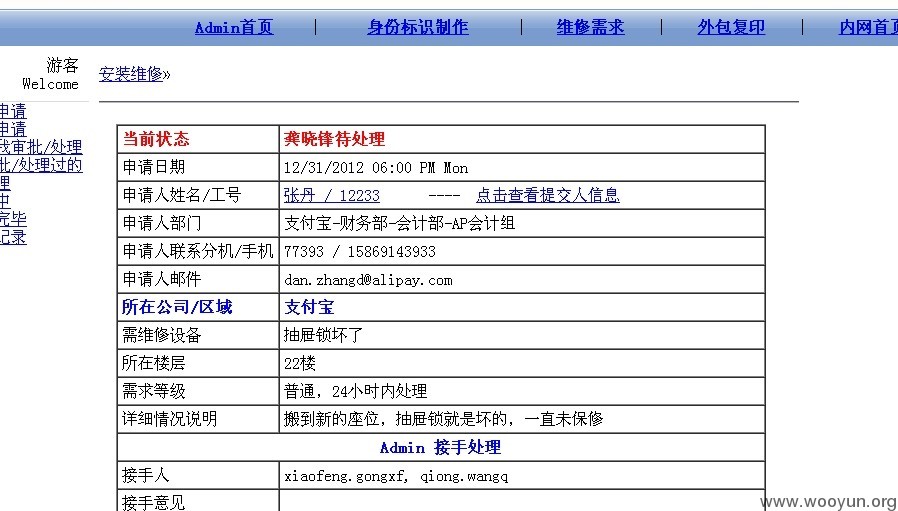 Admin首页 | 身份标识制作 | 维修需求 | 外包复印 | 内网首页
游客
Welcome
安装维修»
申请
申请
我审批/处理
批/处理过的
理
中
完毕
记录
当前状态 龚晓锋待处理
申请日期 12/31/2012 06:00 PM Mon
申请人姓名/工号 张丹 / 12233 ---- 点击查看提交人信息
申请人部门 支付宝-财务部-会计部-AP会计组
申请人联系分机/手机 77393 / 15869143933
申请人邮件 dan.zhangd@alipay.com
所在公司/区域 支付宝
需维修设备 抽屉锁坏了
所在楼层 22楼
需求等级 普通，24小时内处理
详细情况说明 搬到新的座位，抽屉锁就是坏的，一直未保修
Admin 接手处理
接手人 xiaofeng.gongxf, qiong.wangq
接手意见
www.wooyun.org